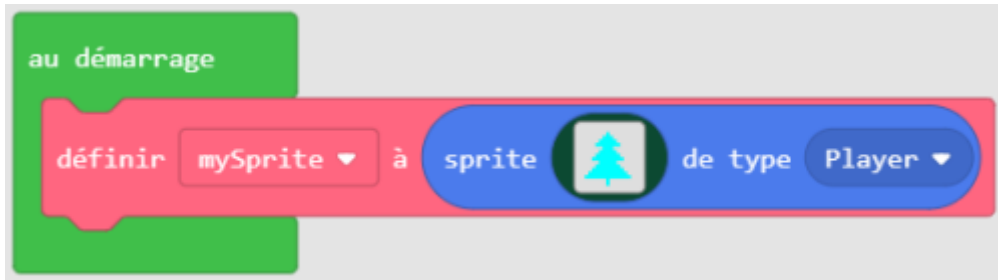 au démarrage
définir mySprite à sprite de type Player